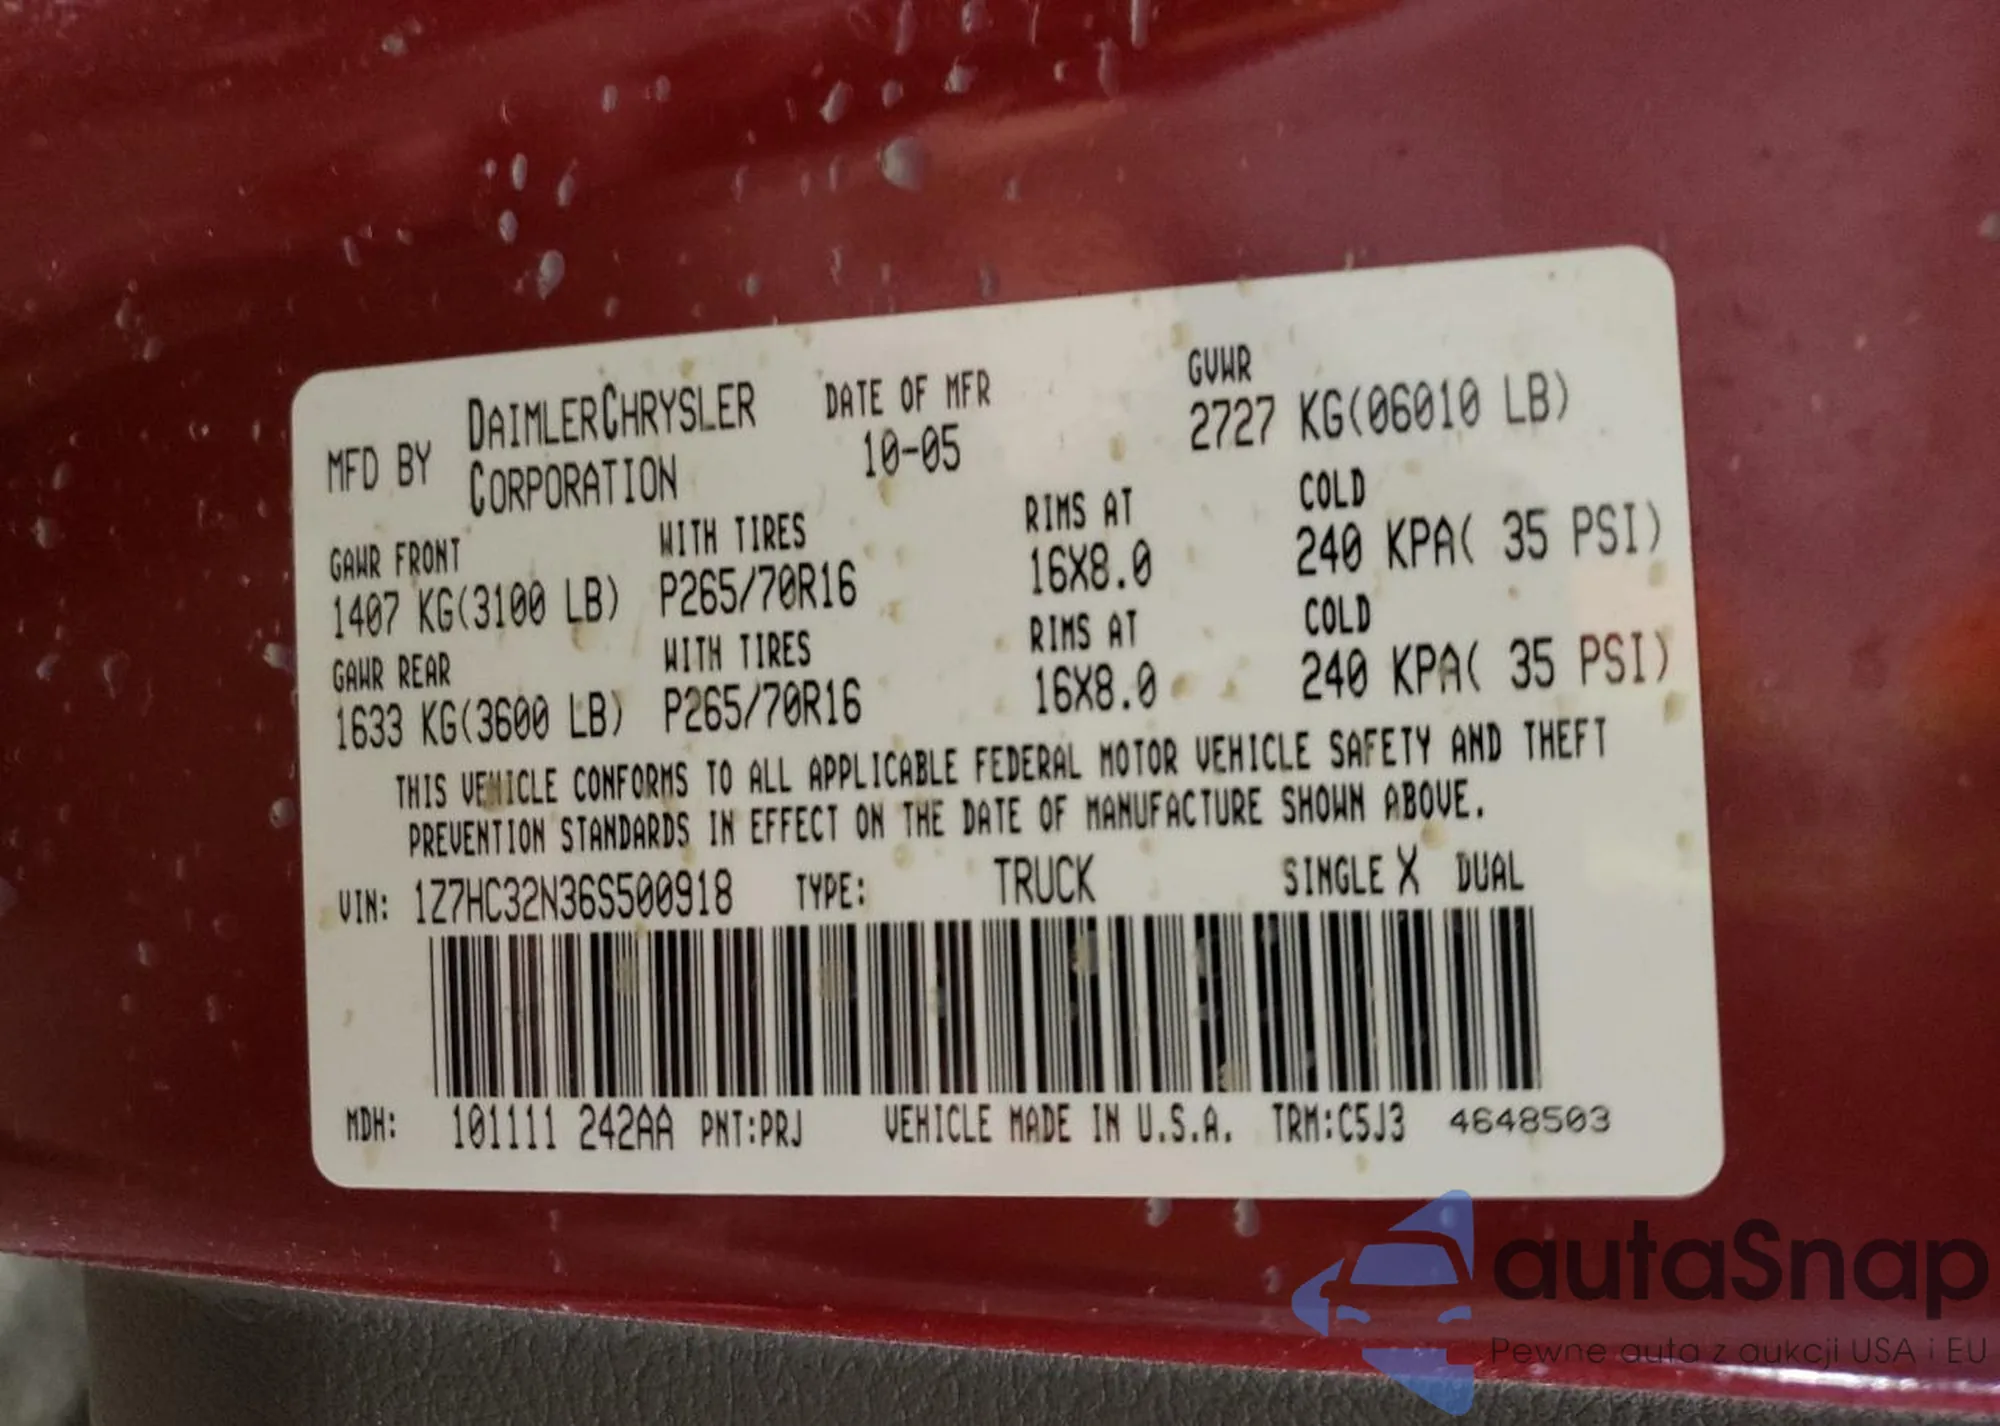 MFD BY DAIMLERCHRYSLER CORPORATION DATE OF MFR 10-05 GVWR 2727 KG(06010 LB)
GAWR FRONT WITH TIRES RIMS AT COLD
1407 KG(3100 LB) P265/70R16 16X8.0 240 KPA( 35 PSI)
GAWR REAR WITH TIRES RIMS AT COLD
1633 KG(3600 LB) P265/70R16 16X8.0 240 KPA( 35 PSI)
THIS VEHICLE CONFORMS TO ALL APPLICABLE FEDERAL MOTOR VEHICLE SAFETY AND THEFT
PREVENTION STANDARDS IN EFFECT ON THE DATE OF MANUFACTURE SHOWN ABOVE.
VIN: 1Z7HC32N36S500918 TYPE: TRUCK SINGLE X DUAL
MDH: 101111 242AA PNT:PRJ VEHICLE MADE IN U.S.A. TRM:C5J3 4648503
autaSnap
Pewne auta z aukcji USA i EU